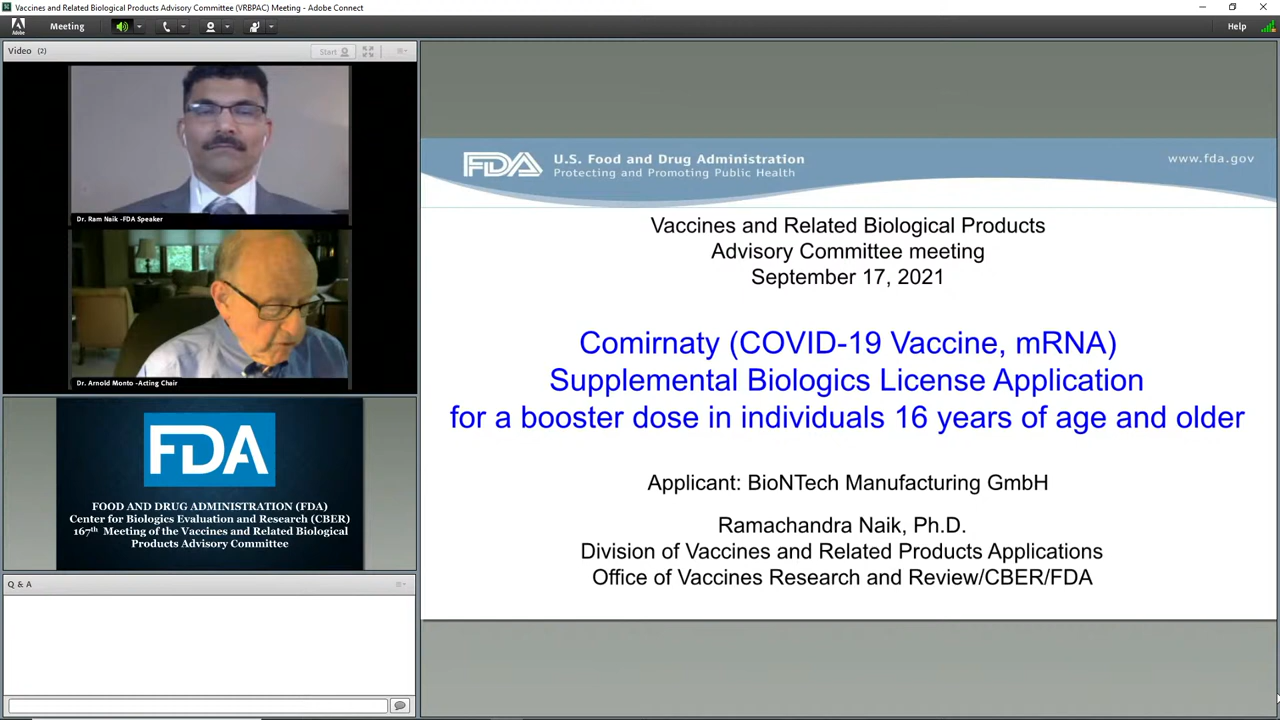 Vaccines and Related Biological Products Advisory Committee (VRBPAC) Meeting - Adobe Connect
Adobe
Meeting
Help
Video (2)
Start
Dr. Ram Naik -FDA Speaker
Dr. Arnold Monto -Acting Chair
FDA
FOOD AND DRUG ADMINISTRATION (FDA)
Center for Biologics Evaluation and Research (CBER)
167th Meeting of the Vaccines and Related Biological
Products Advisory Committee
Q & A
FDA
U.S. Food and Drug Administration
Protecting and Promoting Public Health
www.fda.gov
Vaccines and Related Biological Products
Advisory Committee meeting
September 17, 2021
Comirnaty (COVID-19 Vaccine, mRNA)
Supplemental Biologics License Application
for a booster dose in individuals 16 years of age and older
Applicant: BioNTech Manufacturing GmbH
Ramachandra Naik, Ph.D.
Division of Vaccines and Related Products Applications
Office of Vaccines Research and Review/CBER/FDA